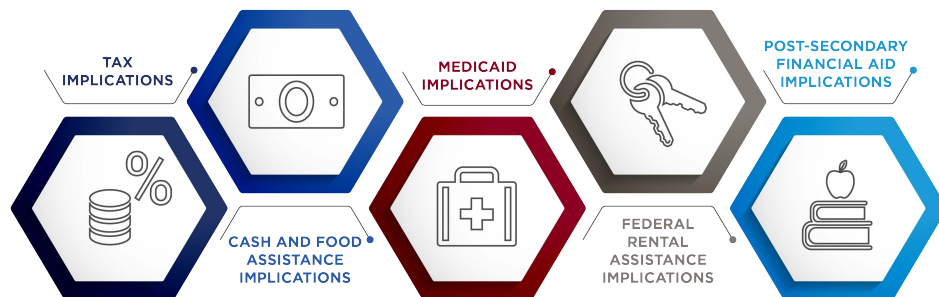 TAX
IMPLICATIONS
%
CASH AND FOOD
ASSISTANCE
IMPLICATIONS
MEDICAID
IMPLICATIONS
FEDERAL
RENTAL
ASSISTANCE
IMPLICATIONS
POST-SECONDARY
FINANCIAL AID
IMPLICATIONS